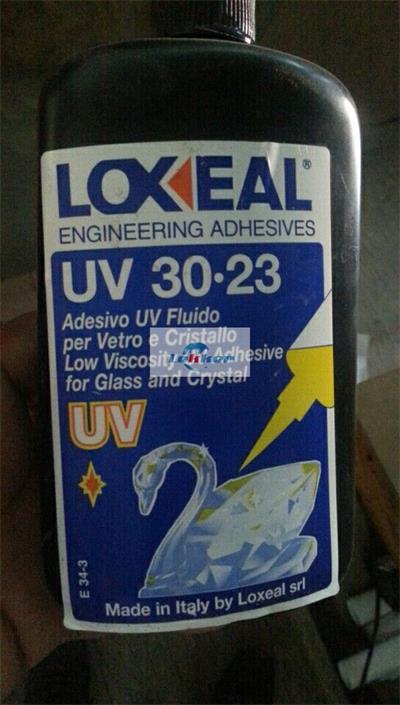 LOXEAL®
ENGINEERING ADHESIVES
UV 30•23
Adesivo UV Fluido
per Vetro e Cristallo
Low Viscosity UV Adhesive
for Glass and Crystal
Lokkor
UV
E 34-3
Made in Italy by Loxeal srl